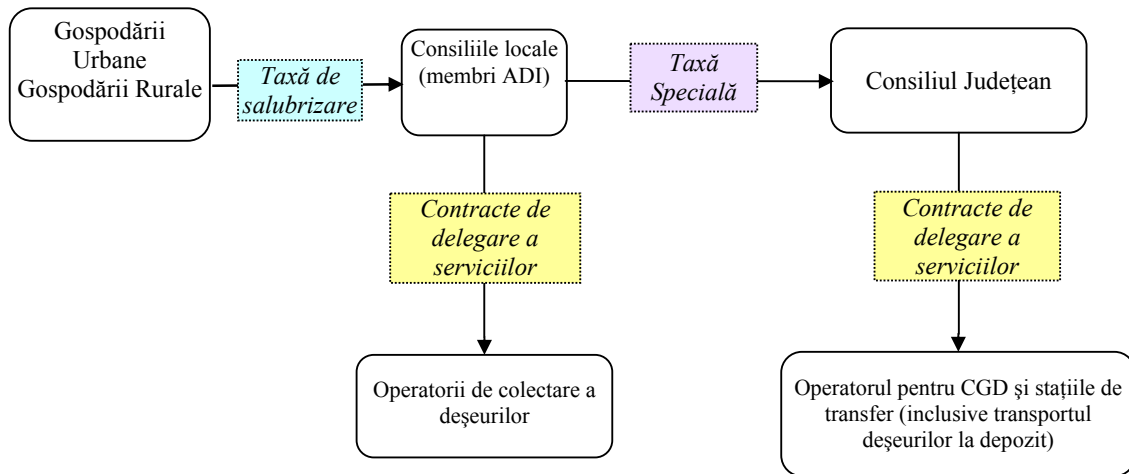 Gospodării
Urbane
Gospodării Rurale
Taxă de
salubrizare
Consiliile locale
(membri ADI)
Taxă
Specială
Consiliul Județean
Contracte de
delegare a
serviciilor
Contracte de
delegare a
serviciilor
Operatorii de colectare a
deşeurilor
Operatorul pentru CGD şi stațiile de
transfer (inclusive transportul
deşeurilor la depozit)